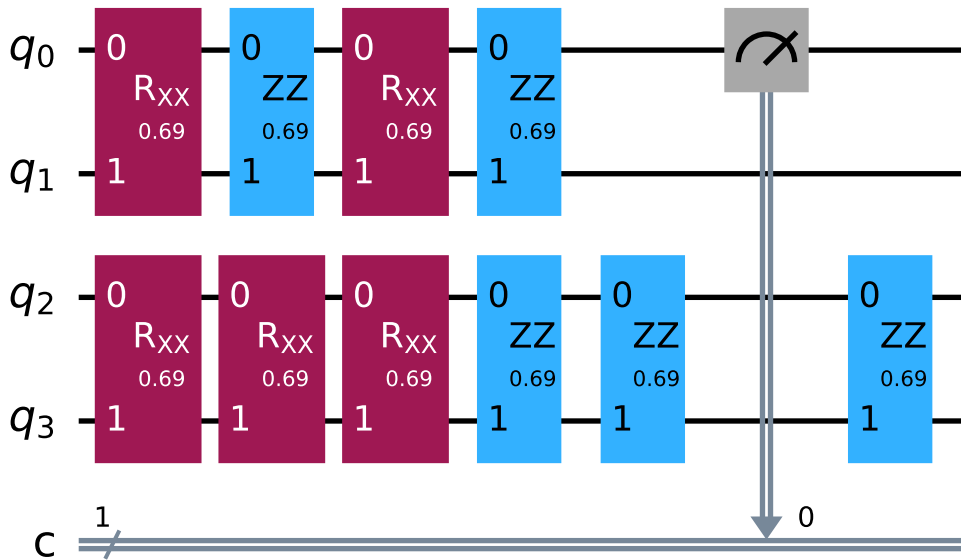 q0 0 0 0 0
RXX ZZ RXX ZZ
0.69 0.69 0.69 0.69
q1 1 1 1 1
q2 0 0 0 0 0 0
RXX RXX RXX ZZ ZZ ZZ
0.69 0.69 0.69 0.69 0.69 0.69
q3 1 1 1 1 1 1
1 0
c